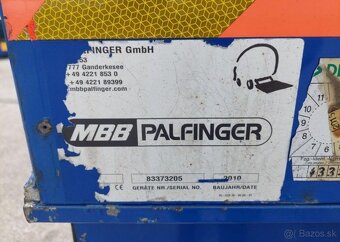 LFINGER GmbH
53
777 Ganderkesee
+ 49 4221 853 0
+ 49 4221 89399
mbbpalfinger.com
MBB PALFINGER
83373205 2010
GERÄTE NR./SERIAL NO. BAUJAHR/DATE
bazos.sk